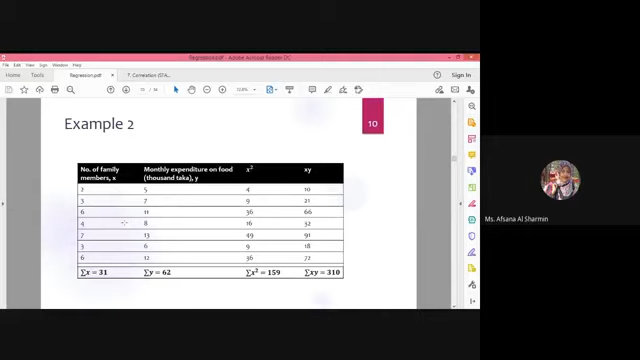 Regression.pdf - Adobe Acrobat Reader DC
File Edit View Sign Window Help
Home Tools Regression.pdf × 7. Correlation (STA... Sign In
Example 2
10
No. of family members, x Monthly expenditure on food (thousand taka), y x² xy
2 5 4 10
3 7 9 21
6 11 36 66
4 8 16 32
7 13 49 91
3 6 9 18
6 12 36 72
∑x = 31 ∑y = 62 ∑x² = 159 ∑xy = 310
Ms. Afsana Al Sharmin